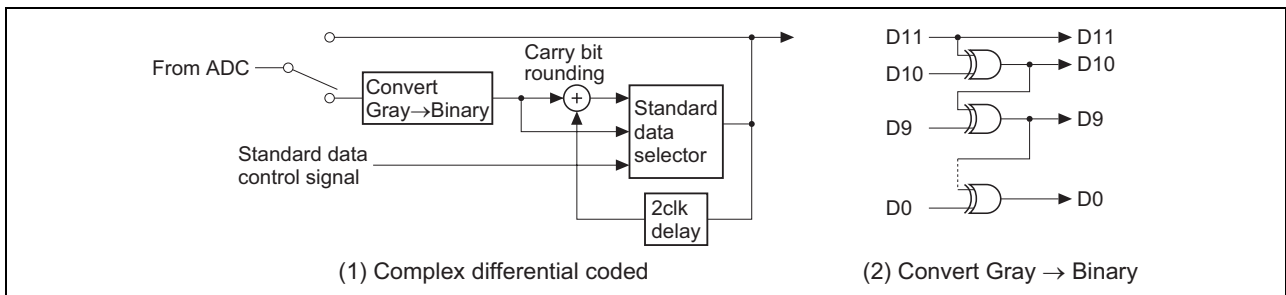 From ADC
Convert
Gray→Binary
Carry bit
rounding
+
Standard
data
selector
Standard data
control signal
2clk
delay
(1) Complex differential coded
D11
D11
D10
D10
D9
D9
D0
D0
(2) Convert Gray → Binary